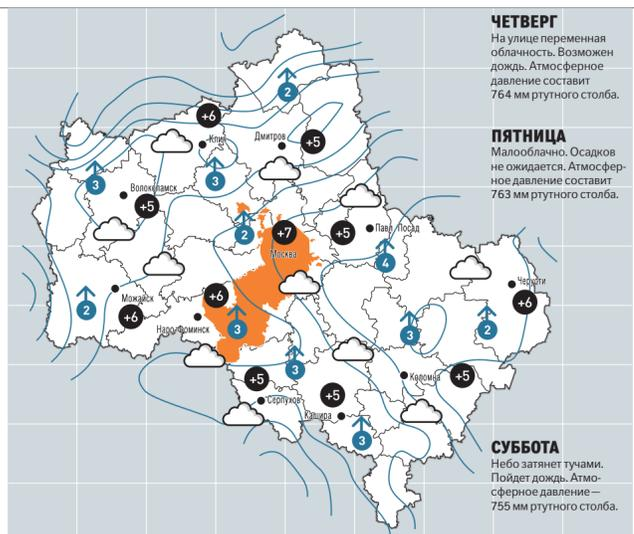 ЧЕТВЕРГ
На улице переменная
облачность. Возможен
дождь. Атмосферное
давление составит
764 мм ртутного столба.
ПЯТНИЦА
Малооблачно. Осадков
не ожидается. Атмосфер-
ное давление составит
763 мм ртутного столба.
СУББОТА
Небо затянет тучами.
Пойдет дождь. Атмо-
сферное давление —
755 мм ртутного столба.
2
+6
Клин
Дмитров
+5
3
3
Волоколамск
+5
2
+7
Москва
+5
Павл. Посад
4
Черусти
+6
2
Можайск
+6
+6
Наро-Фоминск
3
3
2
3
+5
Серпухов
+5
Кашира
Коломна
+5
3